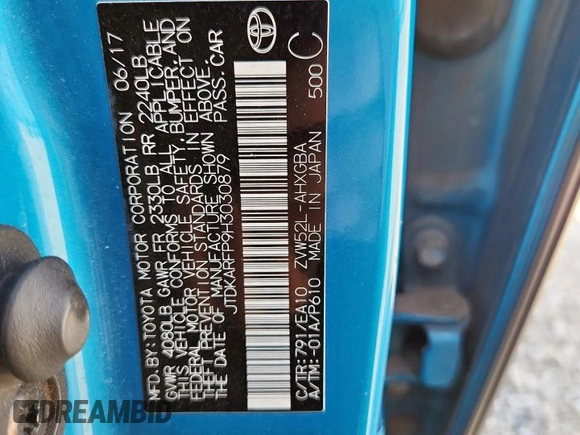 MFD. BY: TOYOTA MOTOR CORPORATION 06/17
GVWR 4080LB GAWR FR 2330LB RR 2240LB
THIS VEHICLE CONFORMS TO ALL APPLICABLE
FEDERAL MOTOR VEHICLE SAFETY, BUMPER, AND
THEFT PREVENTION STANDARDS IN EFFECT ON
THE DATE OF MANUFACTURE SHOWN ABOVE.
JTDKARFP9H3030879 PASS. CAR
C/TR:791/EA10 ZVW52L-AHXGBA
A/TM:-01A/P610 MADE IN JAPAN 500 C
DREAMBID